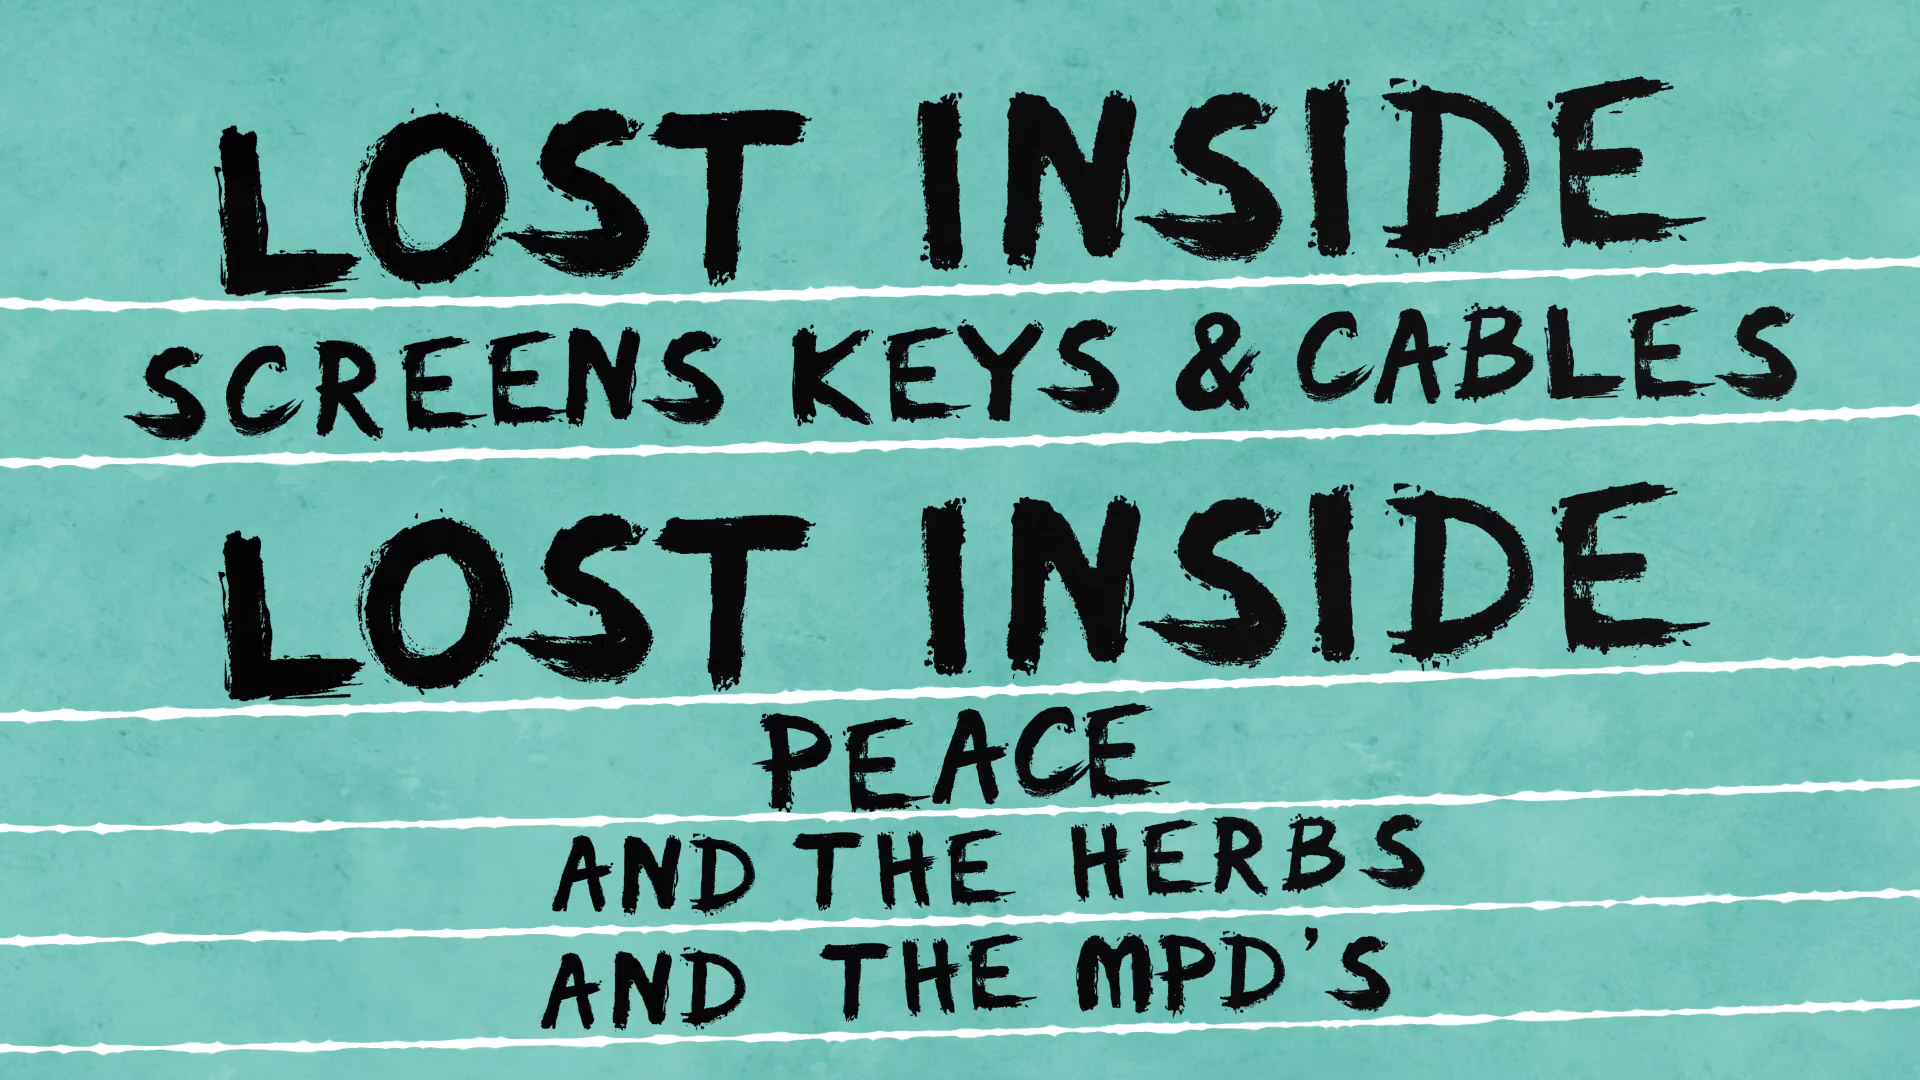 LOST INSIDE
SCREENS KEYS & CABLES
LOST INSIDE
PEACE
AND THE HERBS
AND THE MPD'S